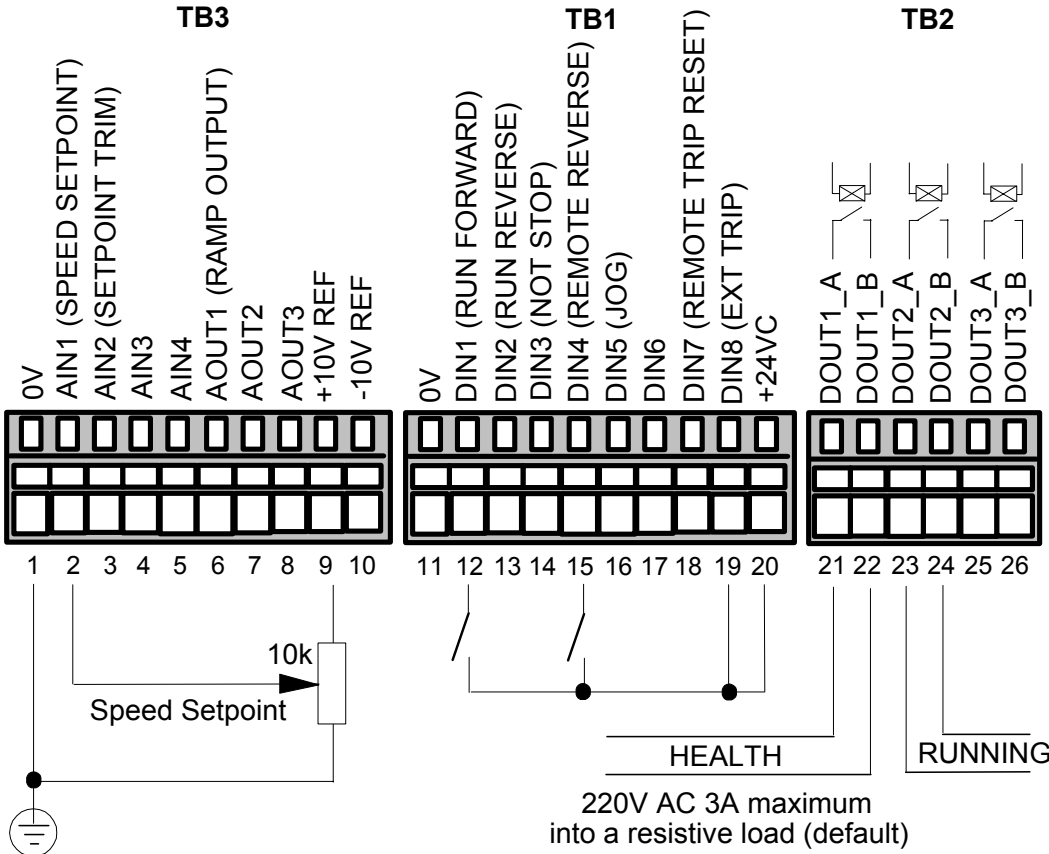 TB3
TB1
TB2
0V
AIN1 (SPEED SETPOINT)
AIN2 (SETPOINT TRIM)
AIN3
AIN4
AOUT1 (RAMP OUTPUT)
AOUT2
AOUT3
+10V REF
-10V REF
0V
DIN1 (RUN FORWARD)
DIN2 (RUN REVERSE)
DIN3 (NOT STOP)
DIN4 (REMOTE REVERSE)
DIN5 (JOG)
DIN6
DIN7 (REMOTE TRIP RESET)
DIN8 (EXT TRIP)
+24VC
DOUT1_A
DOUT1_B
DOUT2_A
DOUT2_B
DOUT3_A
DOUT3_B
1 2 3 4 5 6 7 8 9 10
11 12 13 14 15 16 17 18 19 20
21 22 23 24 25 26
10k
Speed Setpoint
HEALTH
RUNNING
220V AC 3A maximum
into a resistive load (default)